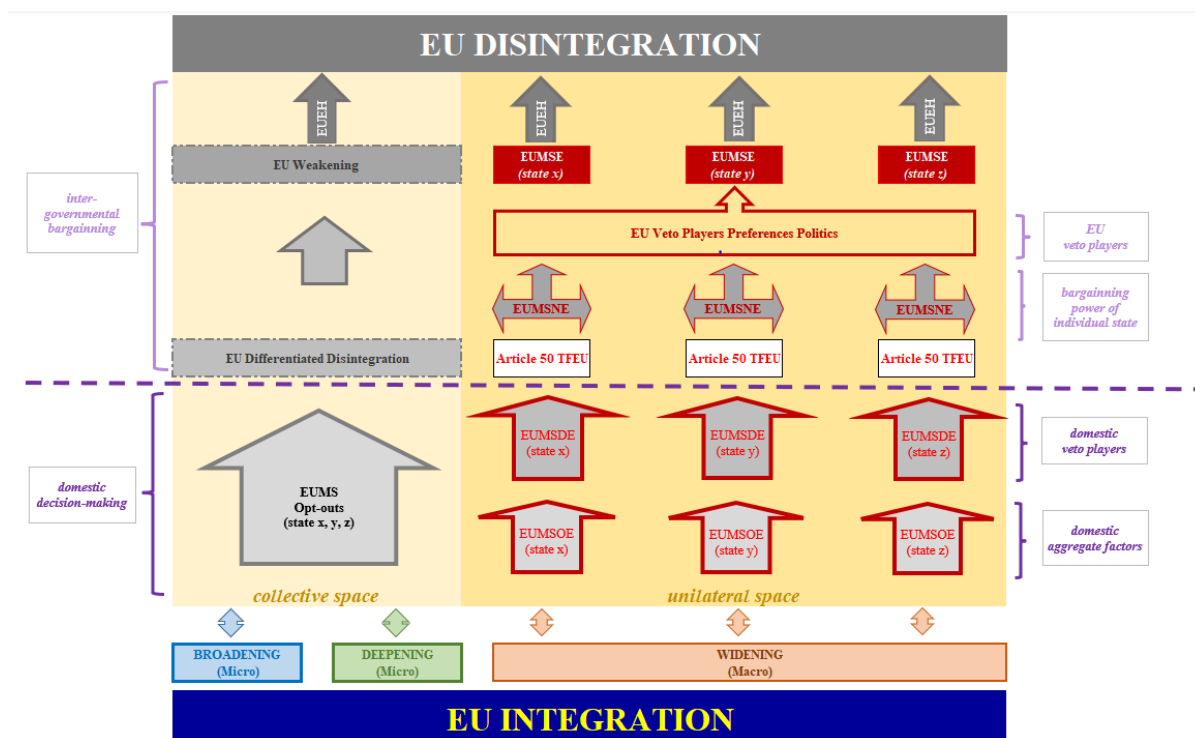 EU DISINTEGRATION
EUEH
EUEH
EUEH
EUEH
EU Weakening
EUMSE
(state x)
EUMSE
(state y)
EUMSE
(state z)
inter-
governmental
bargainning
EU Veto Players Preferences Politics
EU
veto players
EUMSNE
EUMSNE
EUMSNE
bargainning
power of
individual state
EU Differentiated Disintegration
Article 50 TFEU
Article 50 TFEU
Article 50 TFEU
EUMSDE
(state x)
EUMSDE
(state y)
EUMSDE
(state z)
domestic
veto players
domestic
decision-making
EUMS
Opt-outs
(state x, y, z)
EUMSOE
(state x)
EUMSOE
(state y)
EUMSOE
(state z)
domestic
aggregate factors
collective space
unilateral space
BROADENING
(Micro)
DEEPENING
(Micro)
WIDENING
(Macro)
EU INTEGRATION